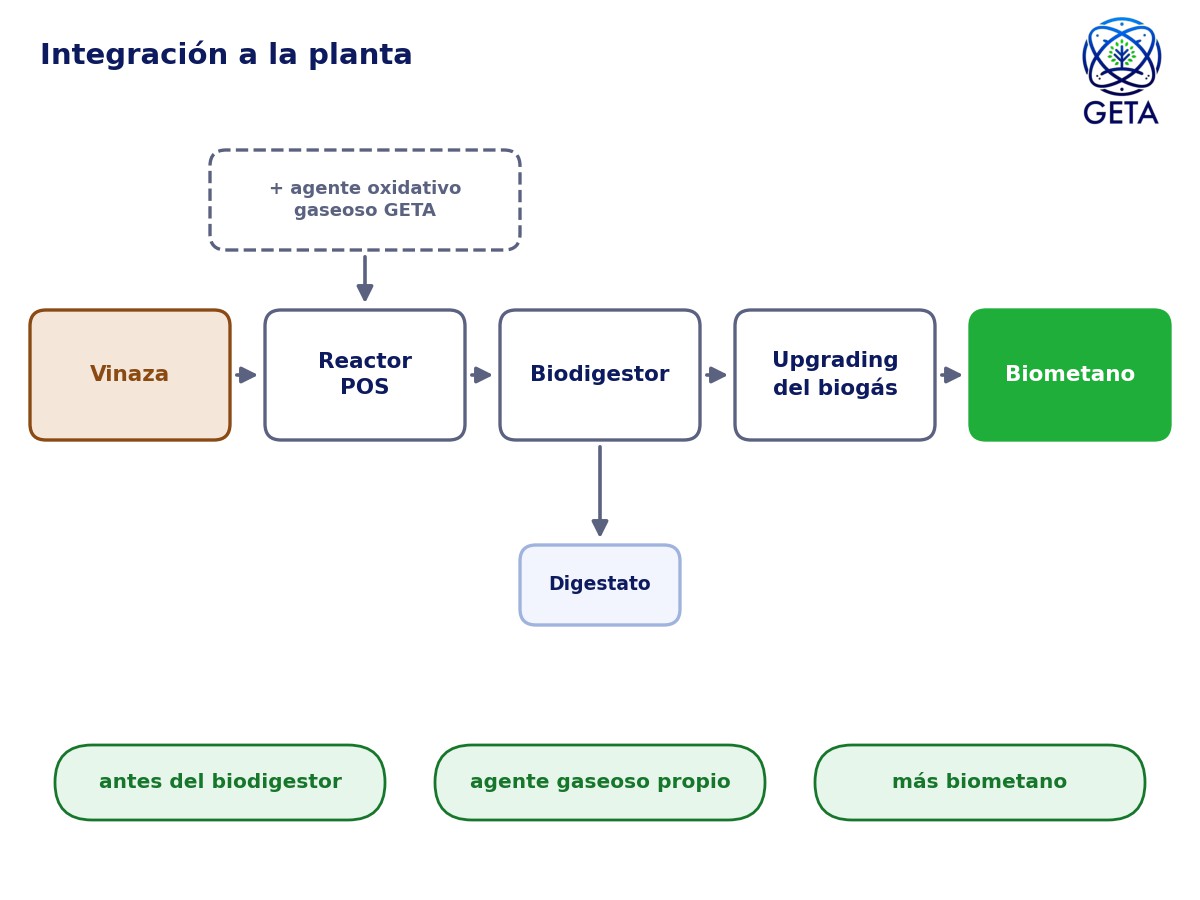 Integración a la planta
GETA
+ agente oxidativo
gaseoso GETA
Vinaza
Reactor
POS
Biodigestor
Upgrading
del biogás
Biometano
Digestato
antes del biodigestor
agente gaseoso propio
más biometano